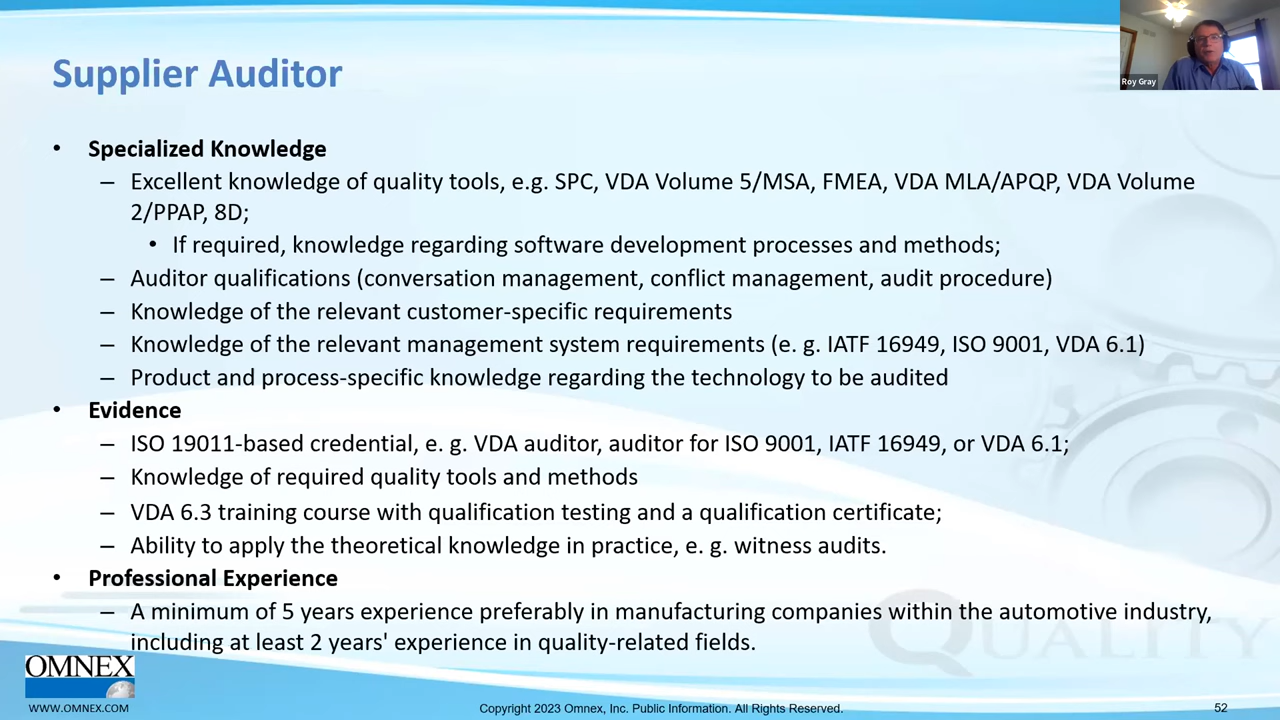 Supplier Auditor
Roy Gray
• Specialized Knowledge
– Excellent knowledge of quality tools, e.g. SPC, VDA Volume 5/MSA, FMEA, VDA MLA/APQP, VDA Volume
2/PPAP, 8D;
• If required, knowledge regarding software development processes and methods;
– Auditor qualifications (conversation management, conflict management, audit procedure)
– Knowledge of the relevant customer-specific requirements
– Knowledge of the relevant management system requirements (e. g. IATF 16949, ISO 9001, VDA 6.1)
– Product and process-specific knowledge regarding the technology to be audited
• Evidence
– ISO 19011-based credential, e. g. VDA auditor, auditor for ISO 9001, IATF 16949, or VDA 6.1;
– Knowledge of required quality tools and methods
– VDA 6.3 training course with qualification testing and a qualification certificate;
– Ability to apply the theoretical knowledge in practice, e. g. witness audits.
• Professional Experience
– A minimum of 5 years experience preferably in manufacturing companies within the automotive industry,
including at least 2 years' experience in quality-related fields.
QUALITY
OMNEX
WWW.OMNEX.COM
Copyright 2023 Omnex, Inc. Public Information. All Rights Reserved.
52